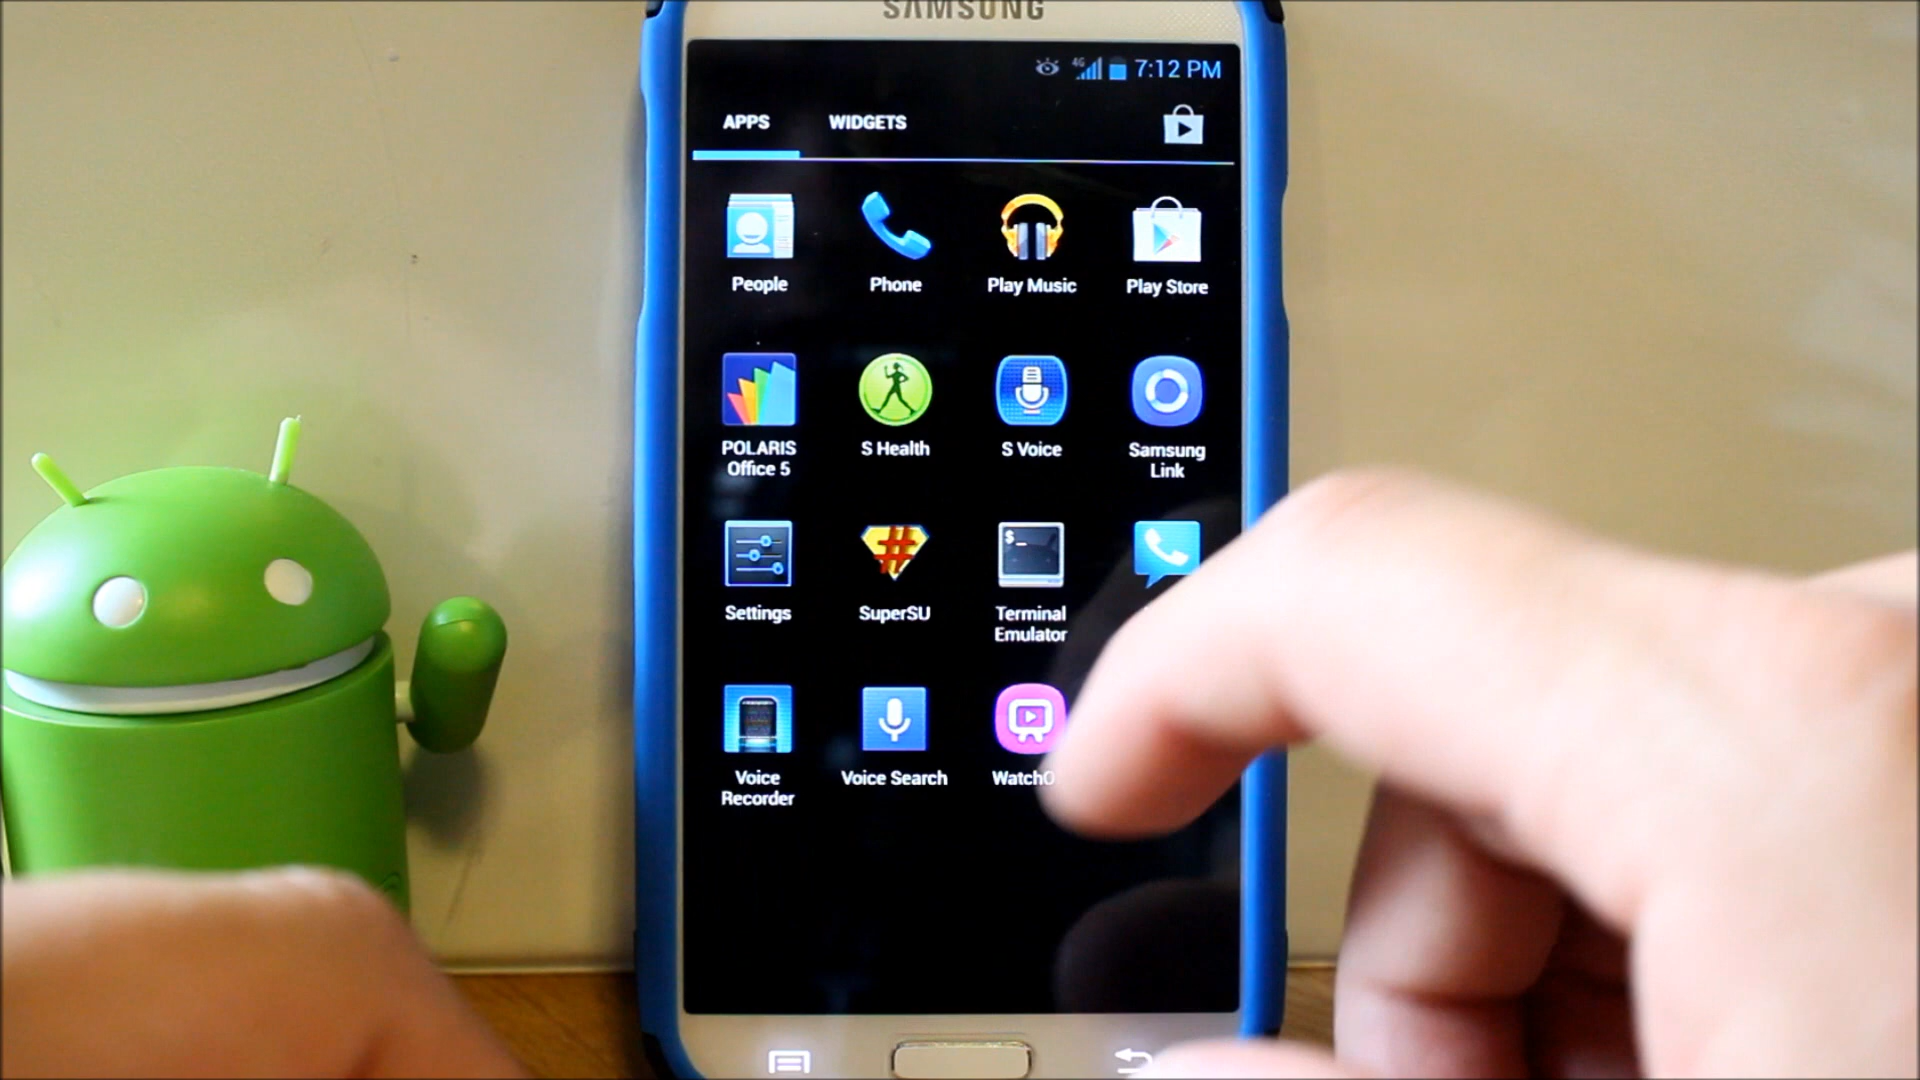 SAMSUNG
4G 7:12 PM
APPS WIDGETS
People Phone Play Music Play Store
POLARIS Office 5 S Health S Voice Samsung Link
Settings SuperSU Terminal Emulator
Voice Recorder Voice Search WatchO